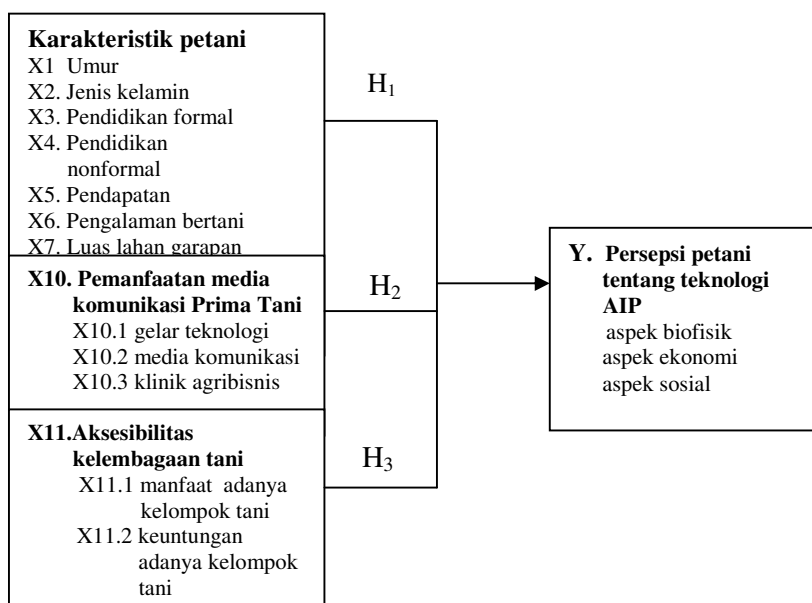 Karakteristik petani
X1 Umur
X2. Jenis kelamin
X3. Pendidikan formal
X4. Pendidikan
nonformal
X5. Pendapatan
X6. Pengalaman bertani
X7. Luas lahan garapan
X10. Pemanfaatan media
komunikasi Prima Tani
X10.1 gelar teknologi
X10.2 media komunikasi
X10.3 klinik agribisnis
X11.Aksesibilitas
kelembagaan tani
X11.1 manfaat adanya
kelompok tani
X11.2 keuntungan
adanya kelompok
tani
H₁
H₂
H₃
Y. Persepsi petani
tentang teknologi
AIP
aspek biofisik
aspek ekonomi
aspek sosial